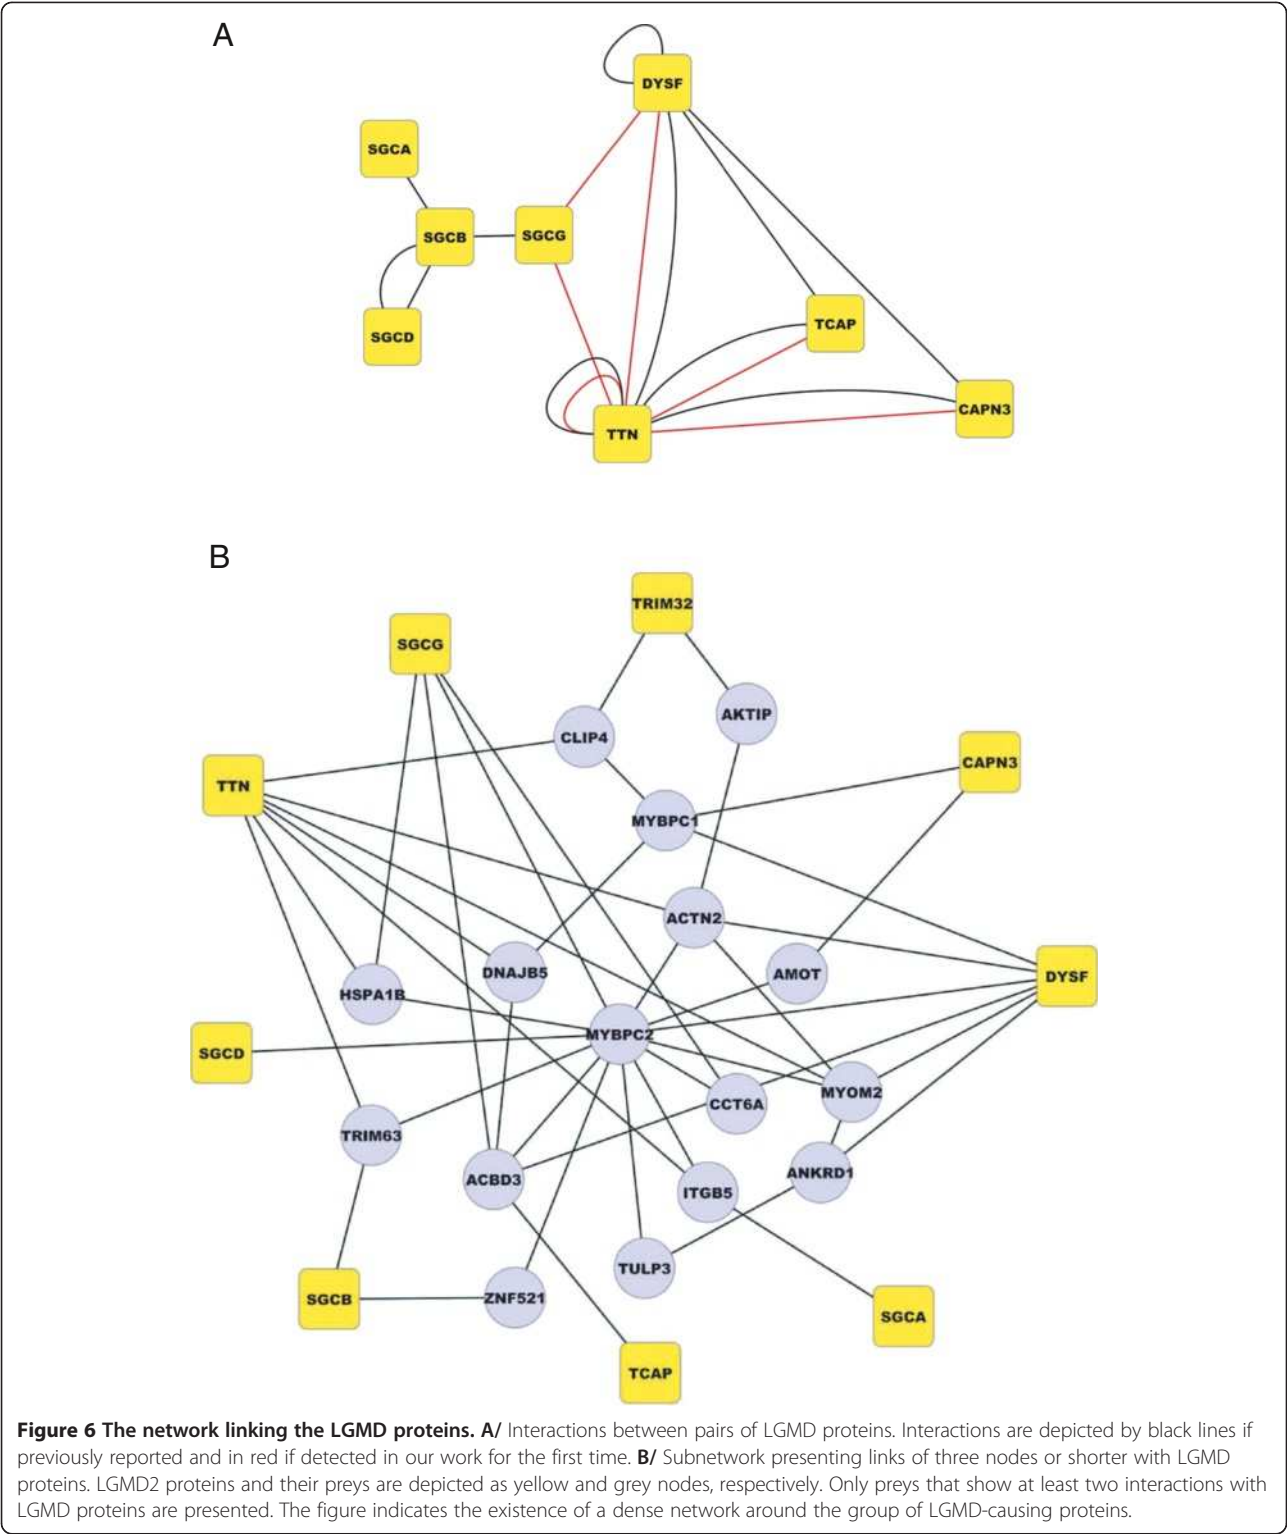 A
DYSF
SGCA
SGCB
SGCG
SGCD
TCAP
CAPN3
TTN
B
TRIM32
SGCG
AKTIP
CLIP4
CAPN3
TTN
MYBPC1
ACTN2
DNAJB5
AMOT
DYSF
HSPA1B
MYBPC2
SGCD
MYOM2
CCT6A
TRIM63
ANKRD1
ACBD3
ITGB5
TULP3
SGCB
ZNF521
SGCA
TCAP
Figure 6 The network linking the LGMD proteins. A/ Interactions between pairs of LGMD proteins. Interactions are depicted by black lines if
previously reported and in red if detected in our work for the first time. B/ Subnetwork presenting links of three nodes or shorter with LGMD
proteins. LGMD2 proteins and their preys are depicted as yellow and grey nodes, respectively. Only preys that show at least two interactions with
LGMD proteins are presented. The figure indicates the existence of a dense network around the group of LGMD-causing proteins.